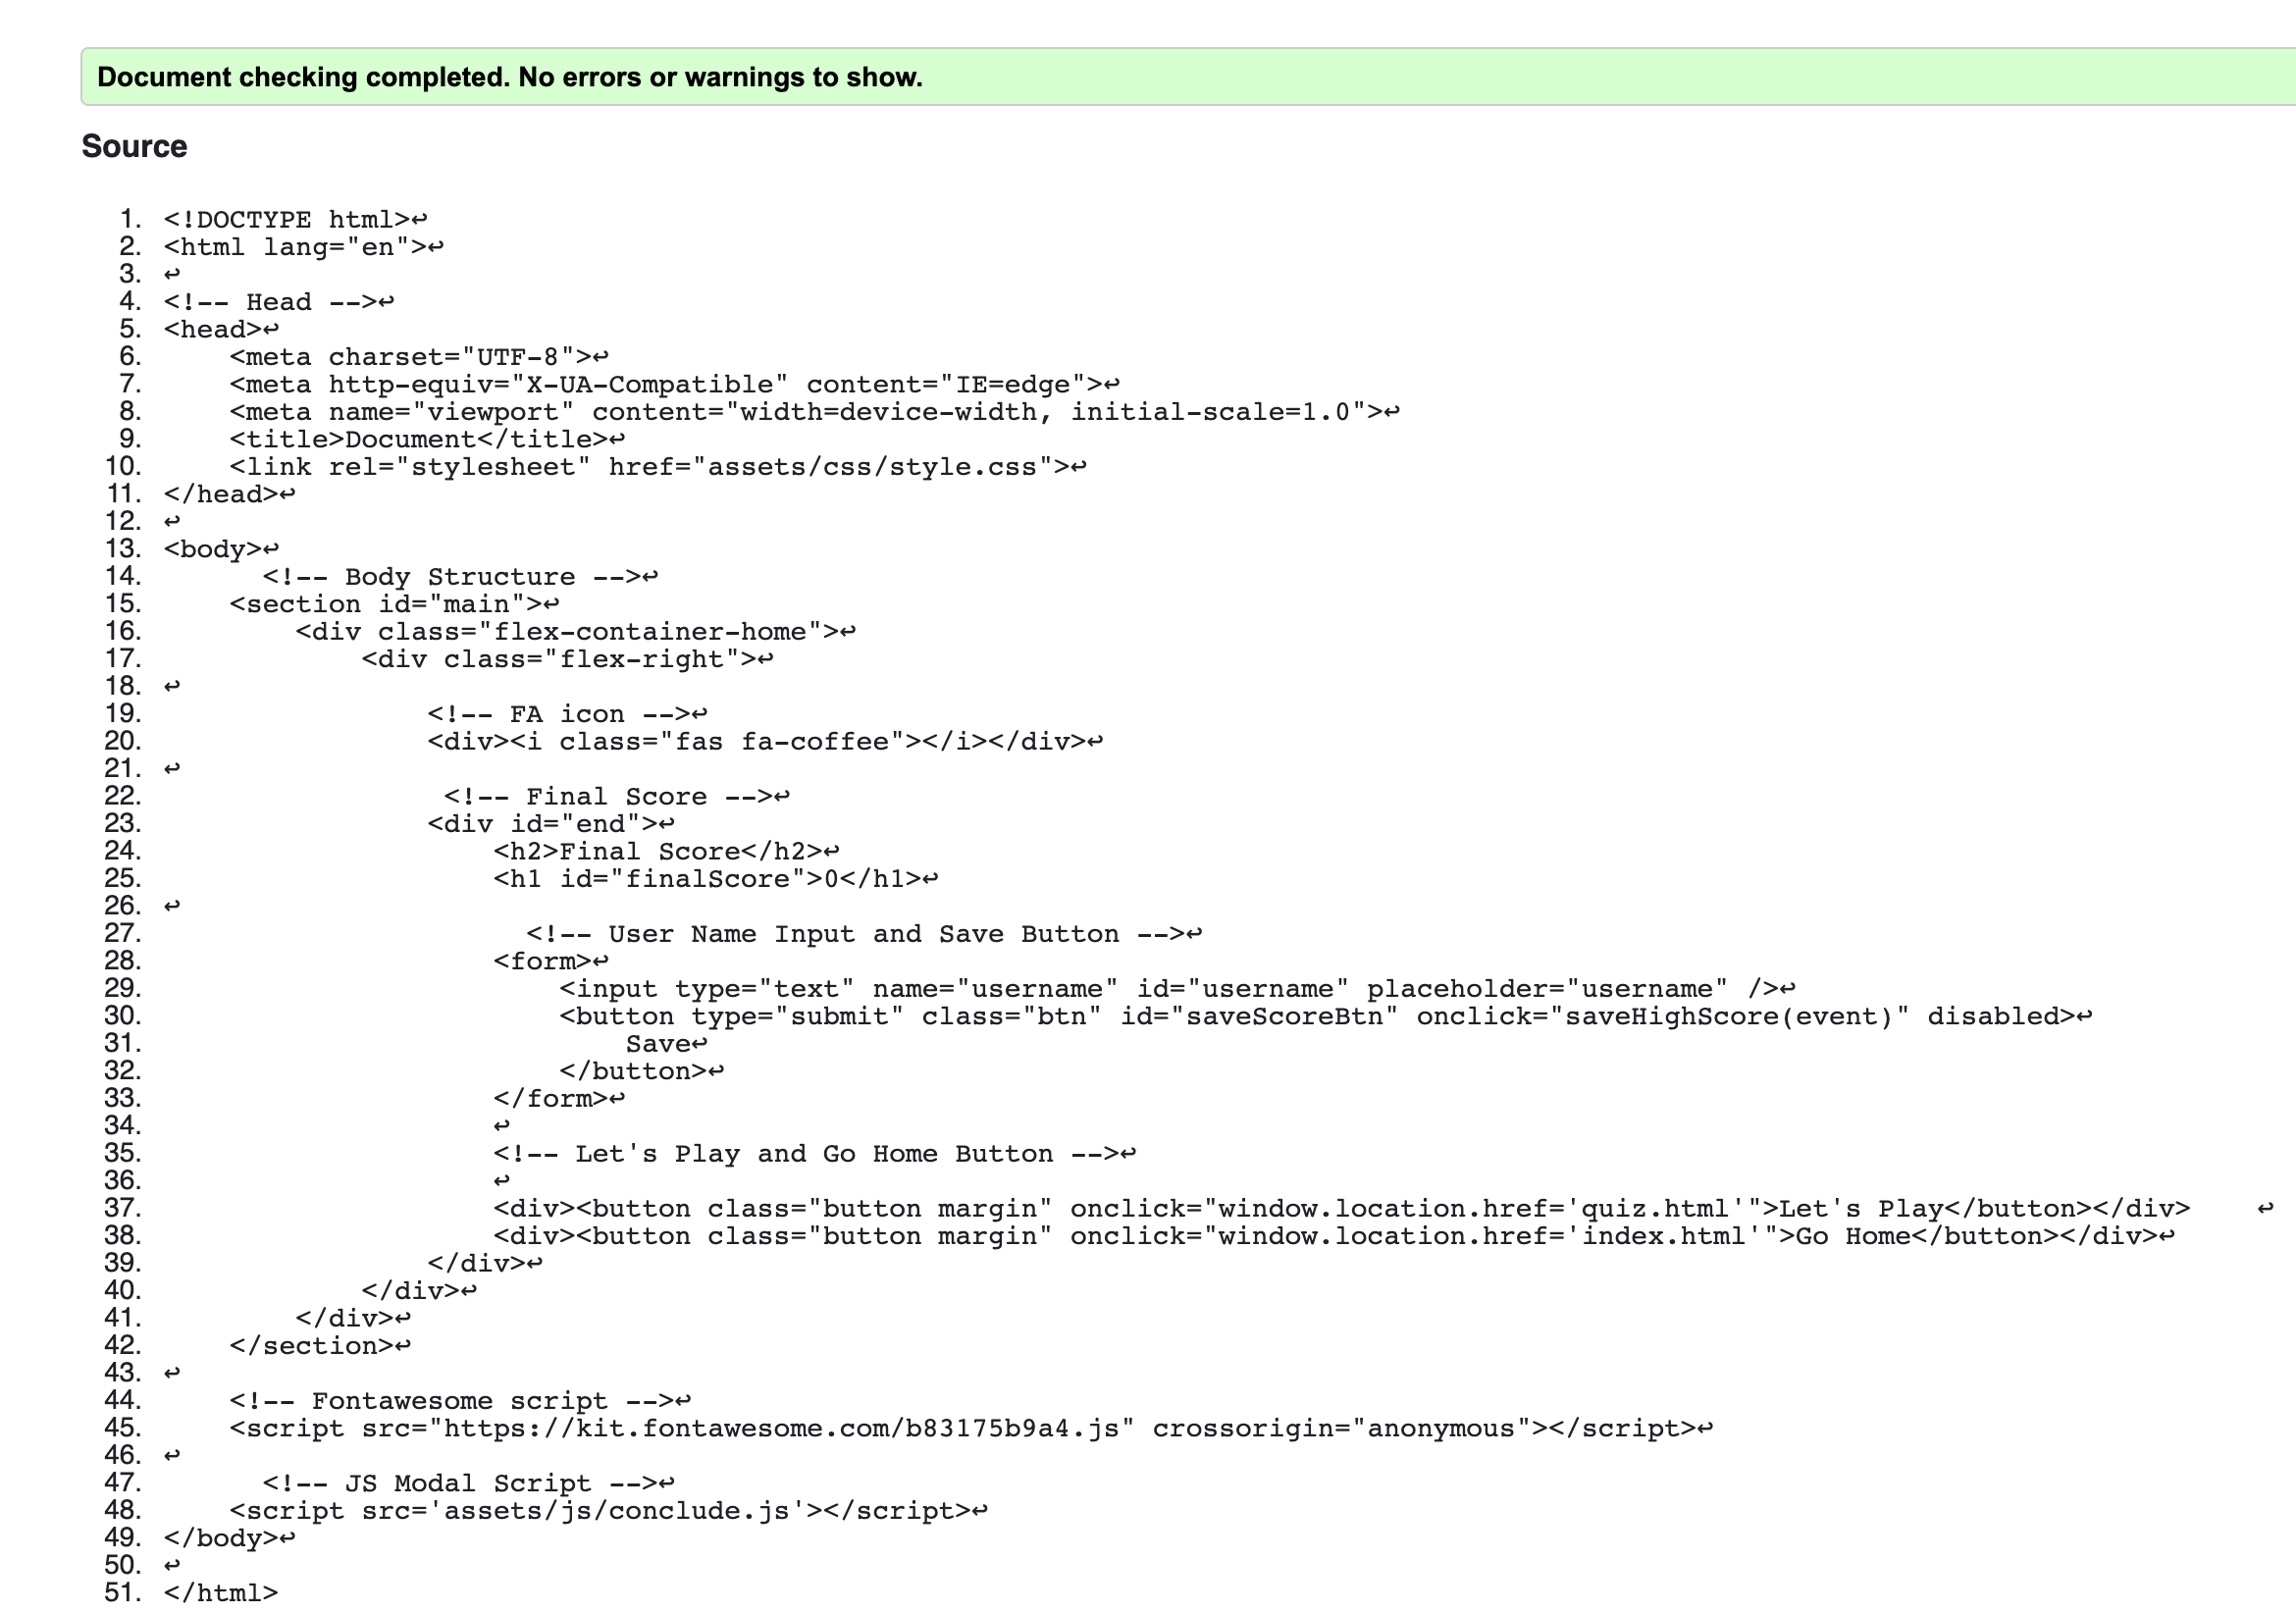 Document checking completed. No errors or warnings to show.
Source
1. <!DOCTYPE html>↩
2. <html lang="en">↩
3. ↩
4. <!-- Head -->↩
5. <head>↩
6.     <meta charset="UTF-8">↩
7.     <meta http-equiv="X-UA-Compatible" content="IE=edge">↩
8.     <meta name="viewport" content="width=device-width, initial-scale=1.0">↩
9.     <title>Document</title>↩
10.     <link rel="stylesheet" href="assets/css/style.css">↩
11. </head>↩
12. ↩
13. <body>↩
14.       <!-- Body Structure -->↩
15.     <section id="main">↩
16.         <div class="flex-container-home">↩
17.             <div class="flex-right">↩
18. ↩
19.                 <!-- FA icon -->↩
20.                 <div><i class="fas fa-coffee"></i></div>↩
21. ↩
22.                  <!-- Final Score -->↩
23.                 <div id="end">↩
24.                     <h2>Final Score</h2>↩
25.                     <h1 id="finalScore">0</h1>↩
26. ↩
27.                       <!-- User Name Input and Save Button -->↩
28.                     <form>↩
29.                         <input type="text" name="username" id="username" placeholder="username" />↩
30.                         <button type="submit" class="btn" id="saveScoreBtn" onclick="saveHighScore(event)" disabled>↩
31.                             Save↩
32.                         </button>↩
33.                     </form>↩
34.                     ↩
35.                     <!-- Let's Play and Go Home Button -->↩
36.                     ↩
37.                     <div><button class="button margin" onclick="window.location.href='quiz.html'">Let's Play</button></div>    ↩
38.                     <div><button class="button margin" onclick="window.location.href='index.html'">Go Home</button></div>↩
39.                 </div>↩
40.             </div>↩
41.         </div>↩
42.     </section>↩
43. ↩
44.     <!-- Fontawesome script -->↩
45.     <script src="https://kit.fontawesome.com/b83175b9a4.js" crossorigin="anonymous"></script>↩
46. ↩
47.       <!-- JS Modal Script -->↩
48.     <script src='assets/js/conclude.js'></script>↩
49. </body>↩
50. ↩
51. </html>